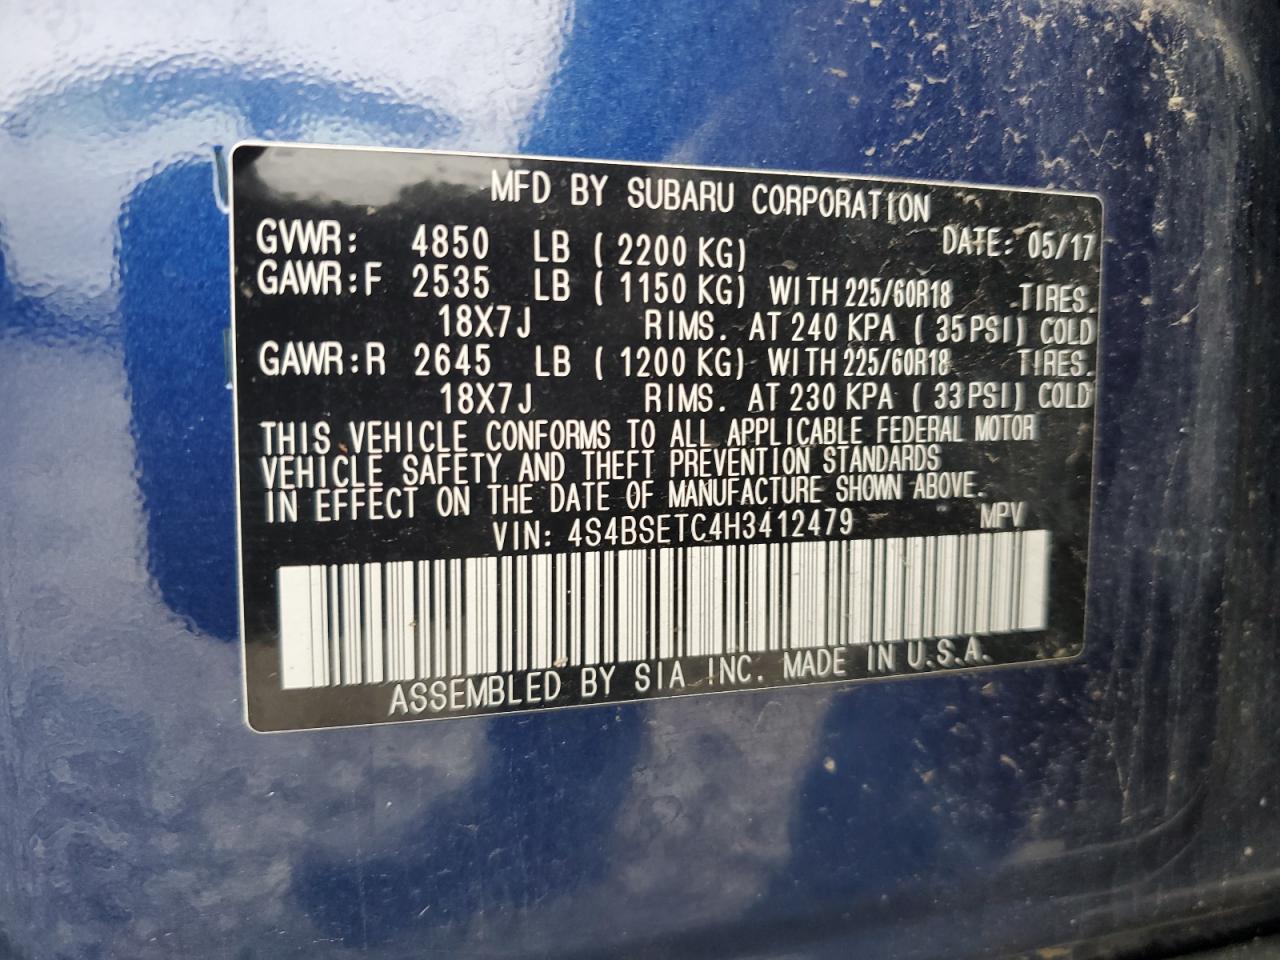 MFD BY SUBARU CORPORATION
GVWR: 4850 LB ( 2200 KG) DATE: 05/17
GAWR:F 2535 LB ( 1150 KG) WITH 225/60R18 TIRES.
18X7J RIMS. AT 240 KPA ( 35 PSI) COLD
GAWR:R 2645 LB ( 1200 KG) WITH 225/60R18 TIRES.
18X7J RIMS. AT 230 KPA ( 33 PSI) COLD
THIS VEHICLE CONFORMS TO ALL APPLICABLE FEDERAL MOTOR
VEHICLE SAFETY AND THEFT PREVENTION STANDARDS
IN EFFECT ON THE DATE OF MANUFACTURE SHOWN ABOVE.
VIN: 4S4BSETC4H3412479 MPV
ASSEMBLED BY SIA INC. MADE IN U.S.A.